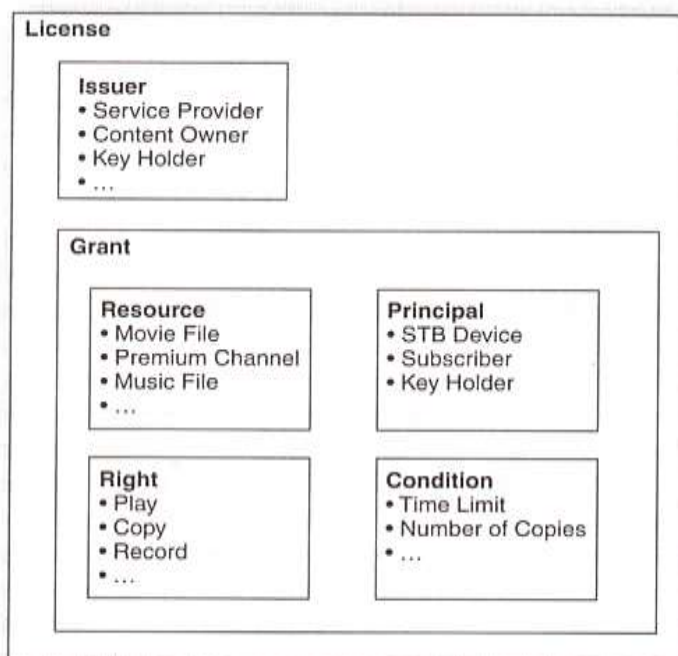 License
Issuer
• Service Provider
• Content Owner
• Key Holder
• ...
Grant
Resource
• Movie File
• Premium Channel
• Music File
• ...
Principal
• STB Device
• Subscriber
• Key Holder
Right
• Play
• Copy
• Record
• ...
Condition
• Time Limit
• Number of Copies
• ...